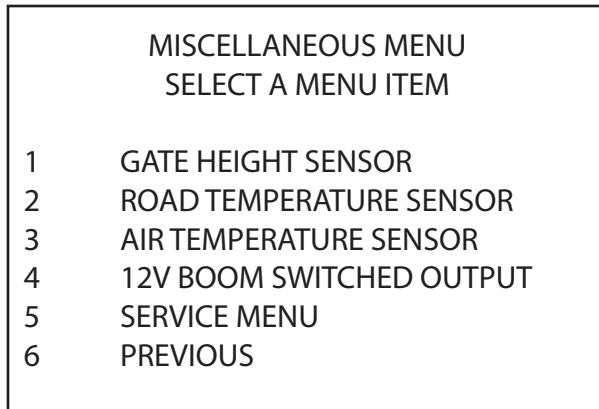 MISCELLANEOUS MENU
SELECT A MENU ITEM
1 GATE HEIGHT SENSOR
2 ROAD TEMPERATURE SENSOR
3 AIR TEMPERATURE SENSOR
4 12V BOOM SWITCHED OUTPUT
5 SERVICE MENU
6 PREVIOUS